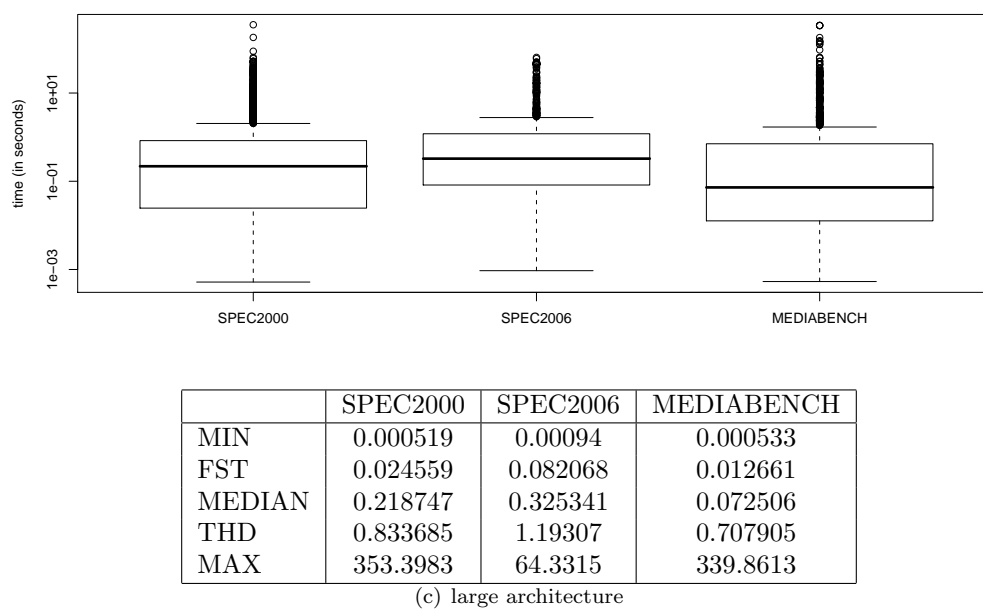 time (in seconds)
1e+01
1e-01
1e-03
SPEC2000 SPEC2006 MEDIABENCH
SPEC2000 SPEC2006 MEDIABENCH
MIN 0.000519 0.00094 0.000533
FST 0.024559 0.082068 0.012661
MEDIAN 0.218747 0.325341 0.072506
THD 0.833685 1.19307 0.707905
MAX 353.3983 64.3315 339.8613
(c) large architecture